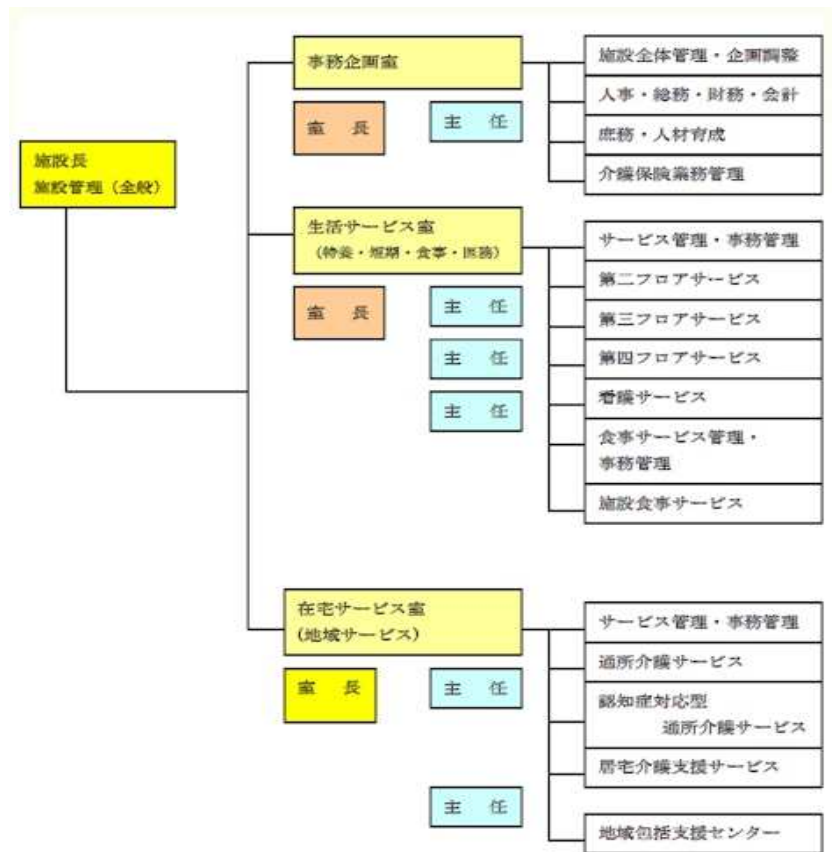 施設長
施設管理（全般）
事務企画室
室　長
主　任
施設全体管理・企画調整
人事・総務・財務・会計
庶務・人材育成
介護保険業務管理
生活サービス室
（特養・短期・食事・医務）
室　長
主　任
主　任
主　任
サービス管理・事務管理
第二フロアサービス
第三フロアサービス
第四フロアサービス
看護サービス
食事サービス管理・
事務管理
施設食事サービス
在宅サービス室
(地域サービス)
室　長
主　任
主　任
サービス管理・事務管理
通所介護サービス
認知症対応型
通所介護サービス
居宅介護支援サービス
地域包括支援センター